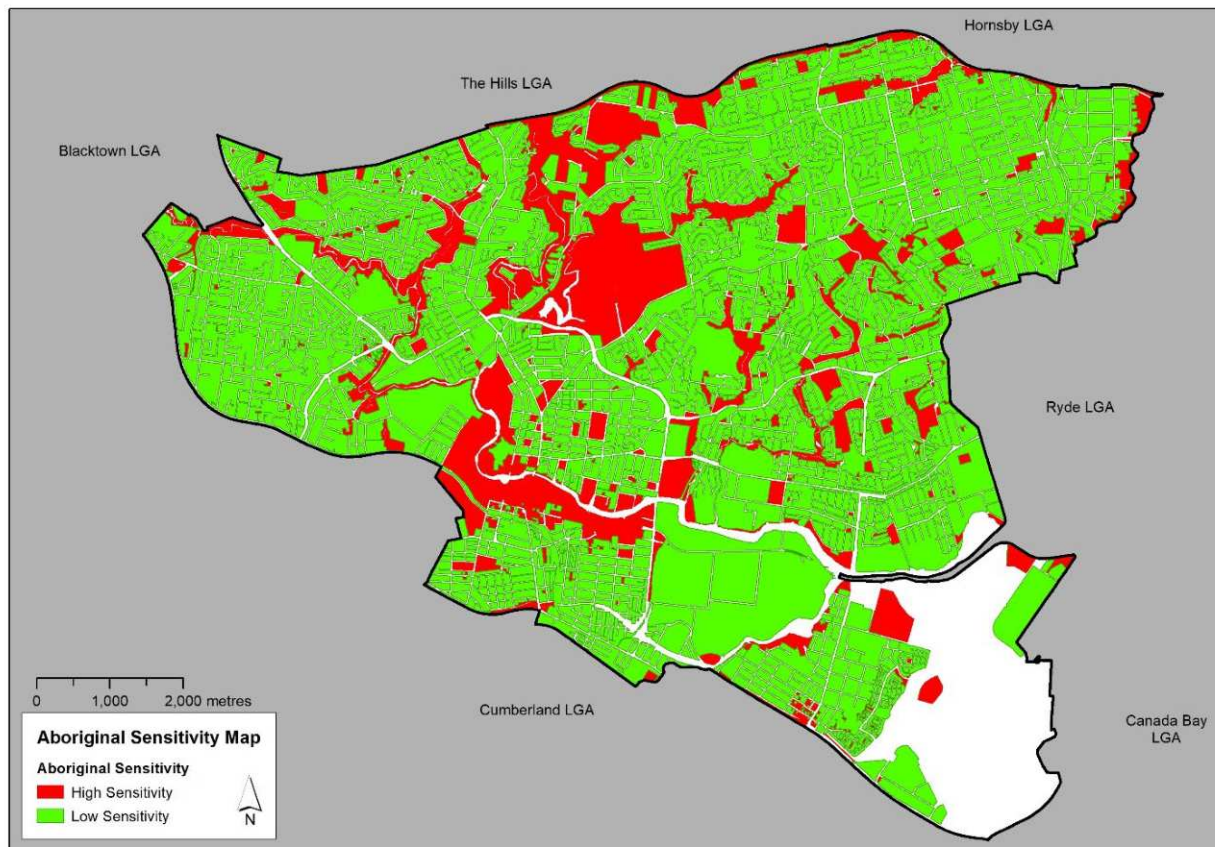 Hornsby LGA
The Hills LGA
Blacktown LGA
Ryde LGA
Cumberland LGA
Canada Bay
LGA
0 1,000 2,000 metres
Aboriginal Sensitivity Map
Aboriginal Sensitivity
High Sensitivity
Low Sensitivity
N